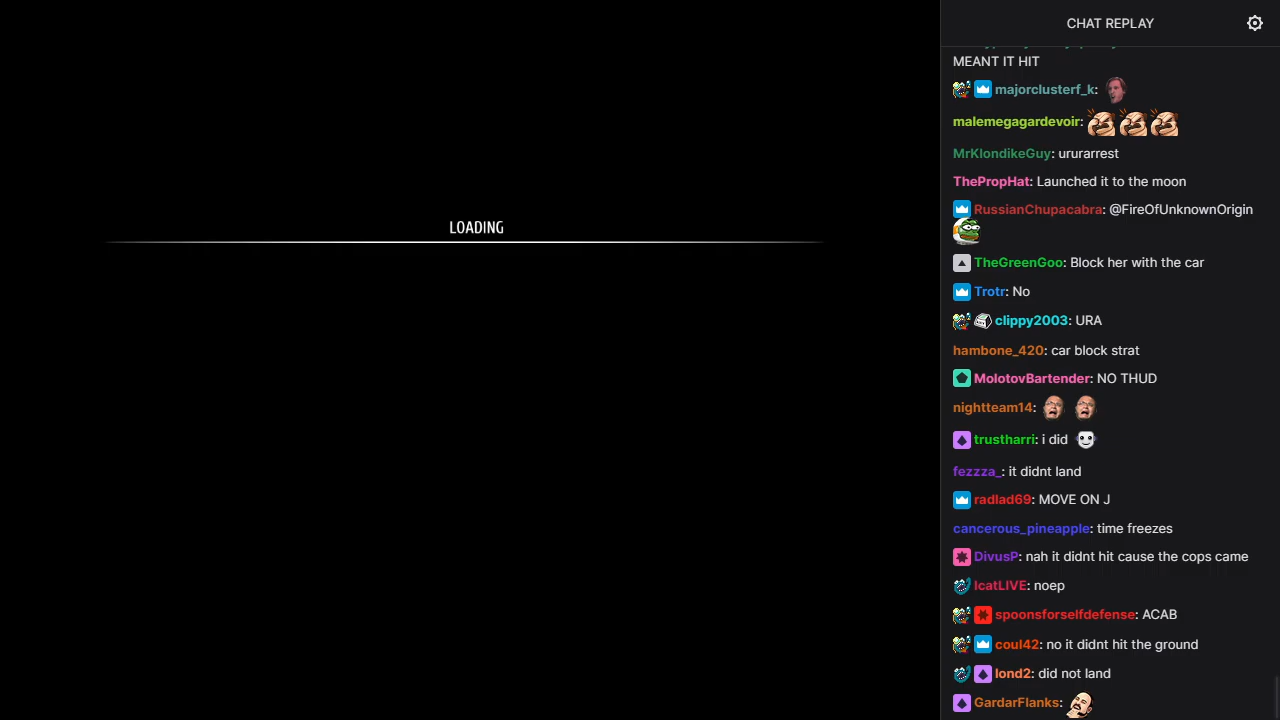 LOADING
CHAT REPLAY
MEANT IT HIT
majorclusterf_k:
malemegagardevoir:
MrKlondikeGuy: ururarrest
ThePropHat: Launched it to the moon
RussianChupacabra: @FireOfUnknownOrigin
TheGreenGoo: Block her with the car
Trotr: No
clippy2003: URA
hambone_420: car block strat
MolotovBartender: NO THUD
nightteam14:
trustharri: i did
fezzza_: it didnt land
radlad69: MOVE ON J
cancerous_pineapple: time freezes
DivusP: nah it didnt hit cause the cops came
IcatLIVE: noep
spoonsforselfdefense: ACAB
coul42: no it didnt hit the ground
lond2: did not land
GardarFlanks: